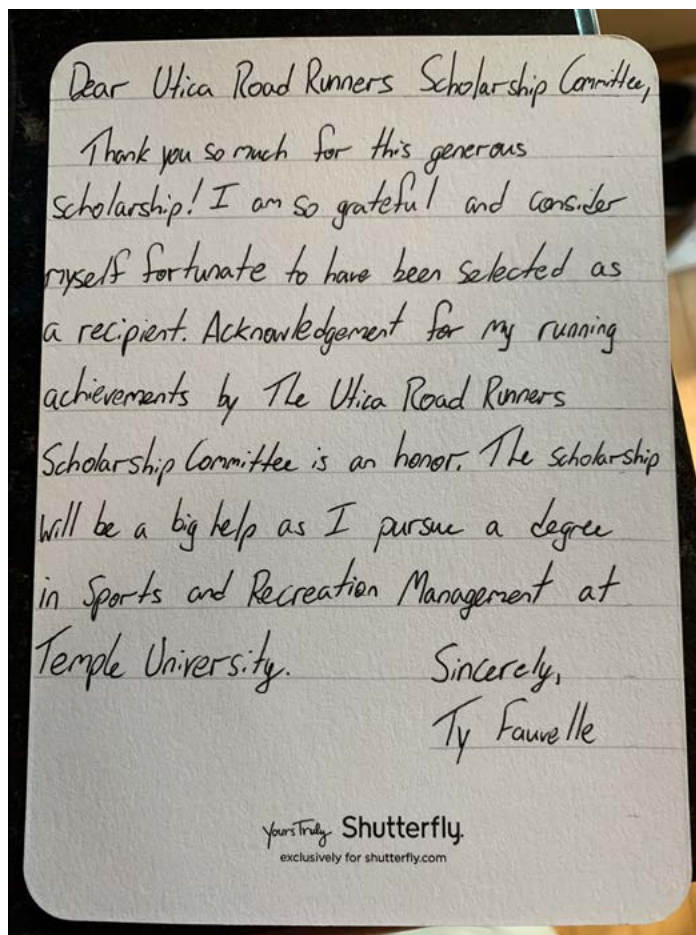 Dear Utica Road Runners Scholarship Committee,
Thank you so much for this generous
scholarship! I am so grateful and consider
myself fortunate to have been selected as
a recipient. Acknowledgement for my running
achievements by The Utica Road Runners
Scholarship Committee is an honor. The scholarship
will be a big help as I pursue a degree
in Sports and Recreation Management at
Temple University.
Sincerely,
Ty Fauvelle
Yours Truly Shutterfly.
exclusively for shutterfly.com